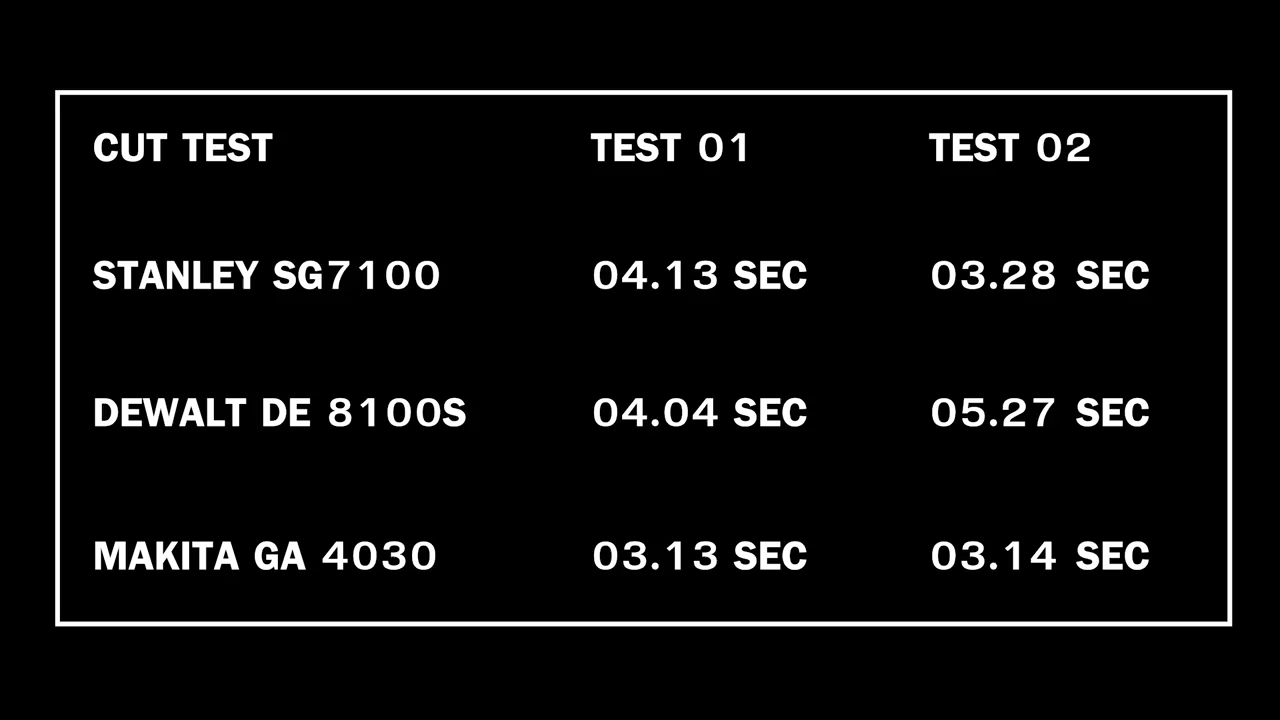 CUT TEST TEST 01 TEST 02
STANLEY SG7100 04.13 SEC 03.28 SEC
DEWALT DE 8100S 04.04 SEC 05.27 SEC
MAKITA GA 4030 03.13 SEC 03.14 SEC